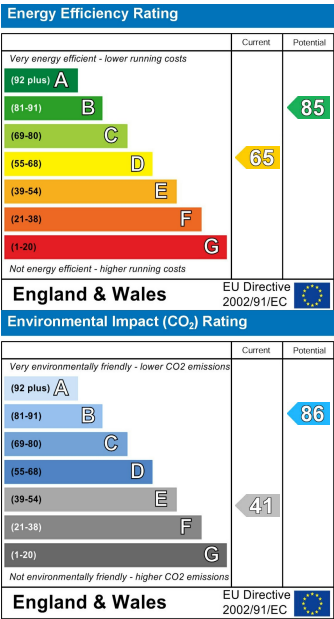 Energy Efficiency Rating
Current Potential
Very energy efficient - lower running costs
(92 plus) A
(81-91) B
(69-80) C
(55-68) D
(39-54) E
(21-38) F
(1-20) G
65
85
Not energy efficient - higher running costs
England & Wales
EU Directive
2002/91/EC
Environmental Impact (CO₂) Rating
Current Potential
Very environmentally friendly - lower CO2 emissions
(92 plus) A
(81-91) B
(69-80) C
(55-68) D
(39-54) E
(21-38) F
(1-20) G
41
86
Not environmentally friendly - higher CO2 emissions
England & Wales
EU Directive
2002/91/EC